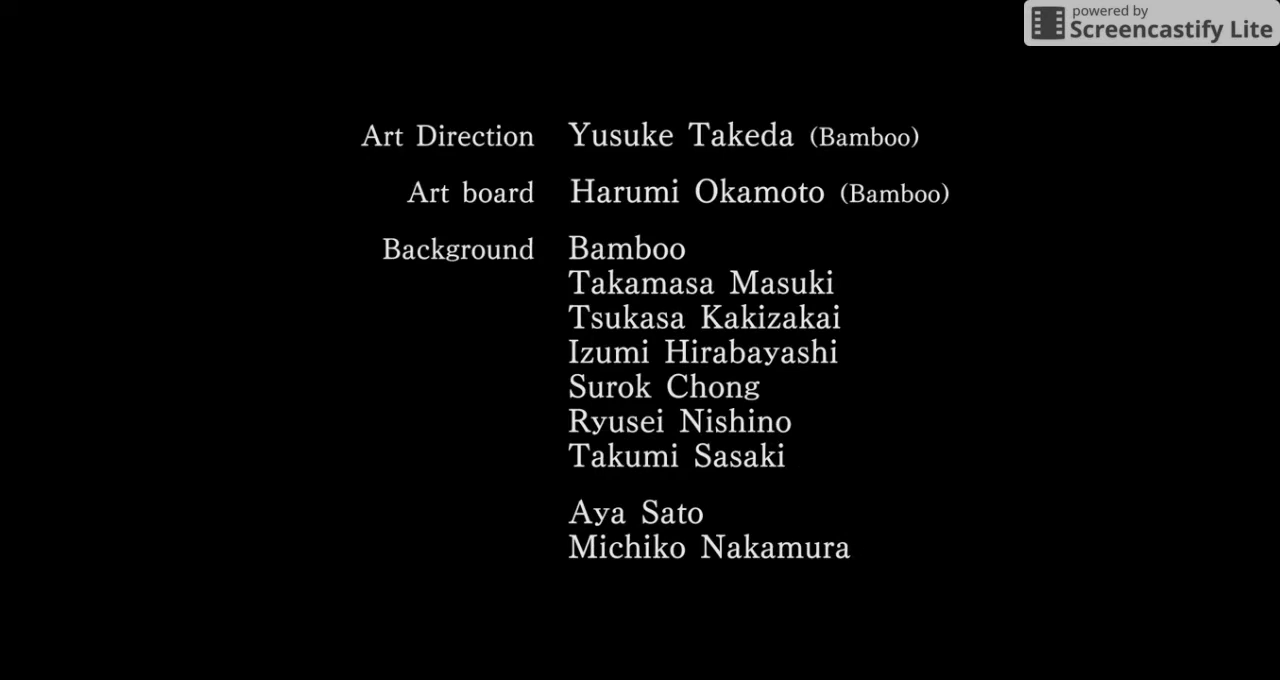 powered by
Screencastify Lite
Art Direction Yusuke Takeda (Bamboo)
Art board Harumi Okamoto (Bamboo)
Background Bamboo
Takamasa Masuki
Tsukasa Kakizakai
Izumi Hirabayashi
Surok Chong
Ryusei Nishino
Takumi Sasaki
Aya Sato
Michiko Nakamura